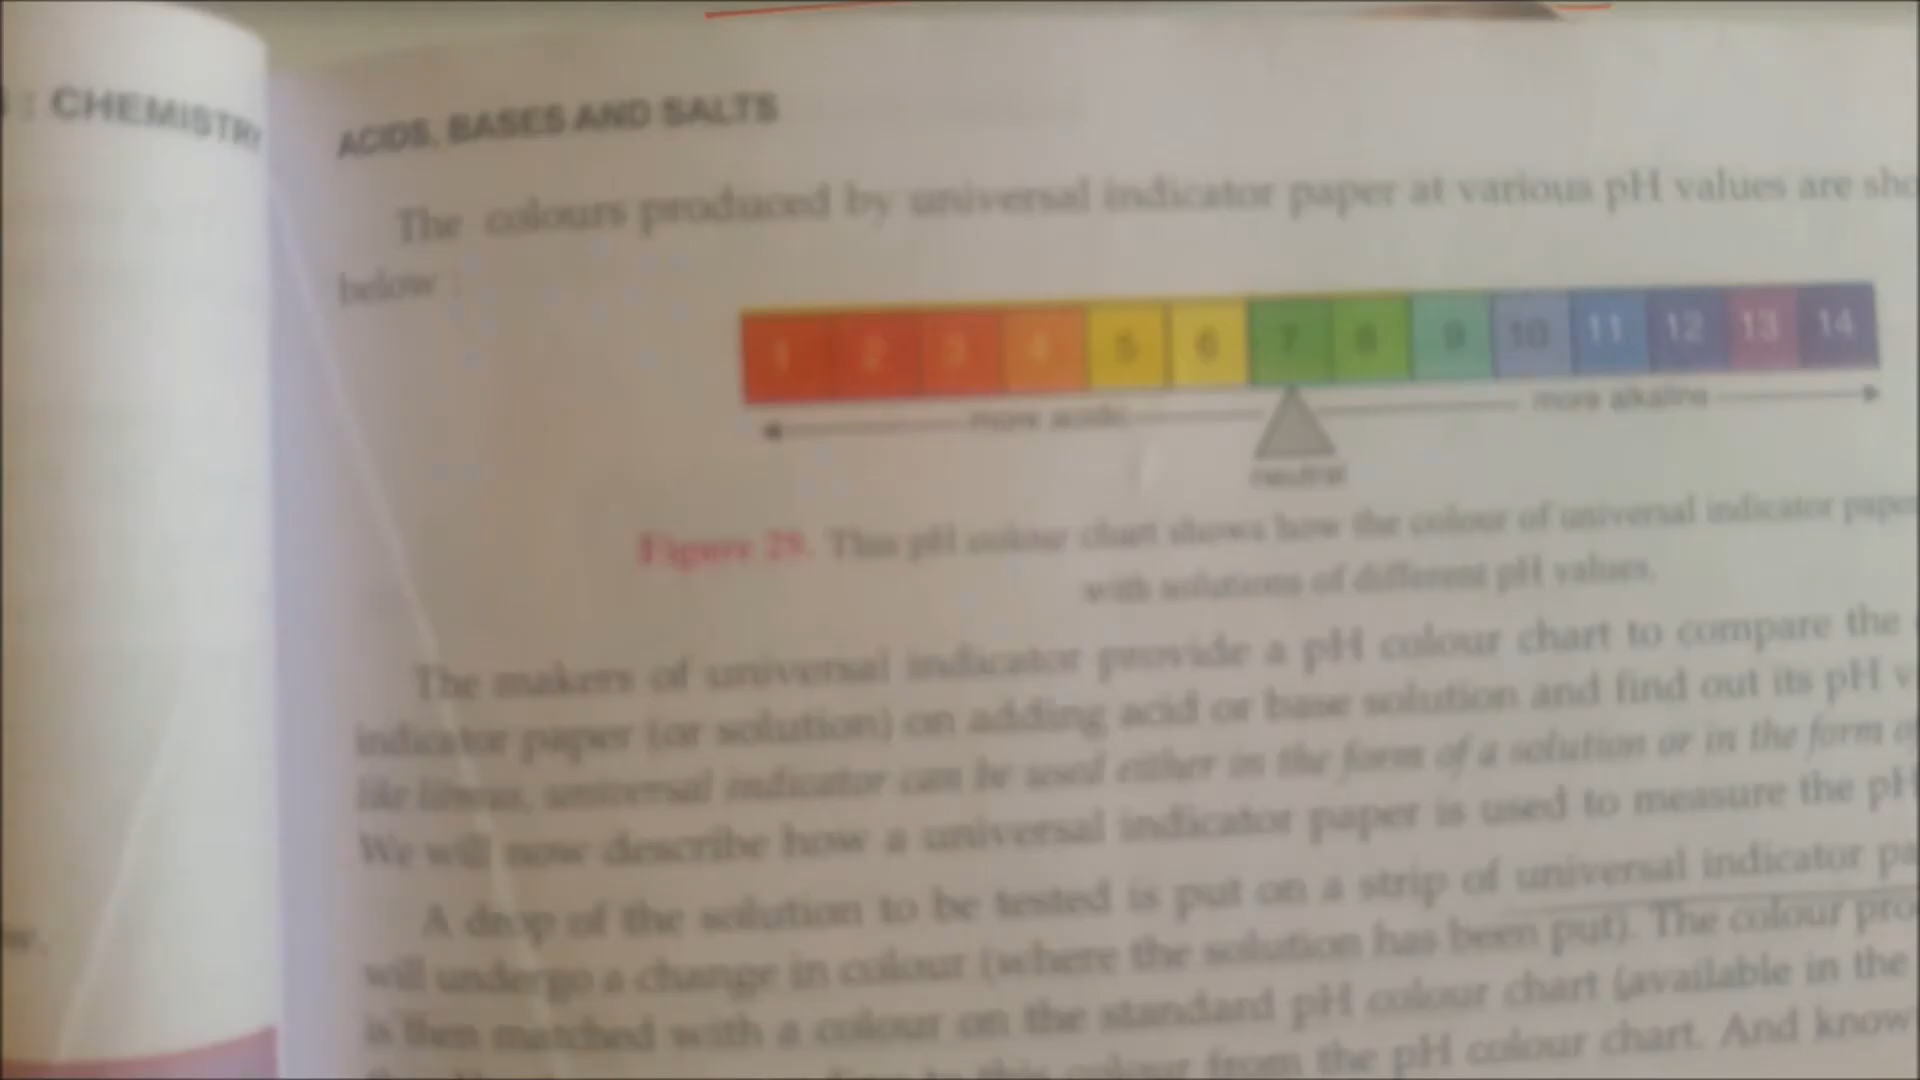 : CHEMISTRY
ACIDS, BASES AND SALTS
The colours produced by universal indicator paper at various pH values are sho
below :
1 2 3 4 5 6 7 8 9 10 11 12 13 14
more acidic more alkaline
neutral
Figure 29. This pH colour chart shows how the colour of universal indicator paper
with solutions of different pH values.
The makers of universal indicator provide a pH colour chart to compare the
indicator paper (or solution) on adding acid or base solution and find out its pH v
like litmus, universal indicator can be used either in the form of a solution or in the form o
We will now describe how a universal indicator paper is used to measure the pH
A drop of the solution to be tested is put on a strip of universal indicator pa
will undergo a change in colour (where the solution has been put). The colour pro
is then matched with a colour on the standard pH colour chart (available in the
to this colour from the pH colour chart. And know